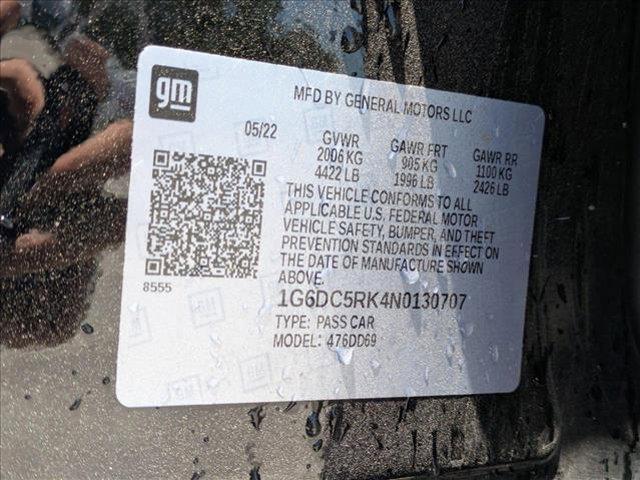 gm
MFD BY GENERAL MOTORS LLC
05/22
GVWR
2006 KG
4422 LB
GAWR FRT
905 KG
1996 LB
GAWR RR
1100 KG
2426 LB
THIS VEHICLE CONFORMS TO ALL
APPLICABLE U.S. FEDERAL MOTOR
VEHICLE SAFETY, BUMPER, AND THEFT
PREVENTION STANDARDS IN EFFECT ON
THE DATE OF MANUFACTURE SHOWN
ABOVE.
8555
1G6DC5RK4N0130707
TYPE: PASS CAR
MODEL: 476DD69